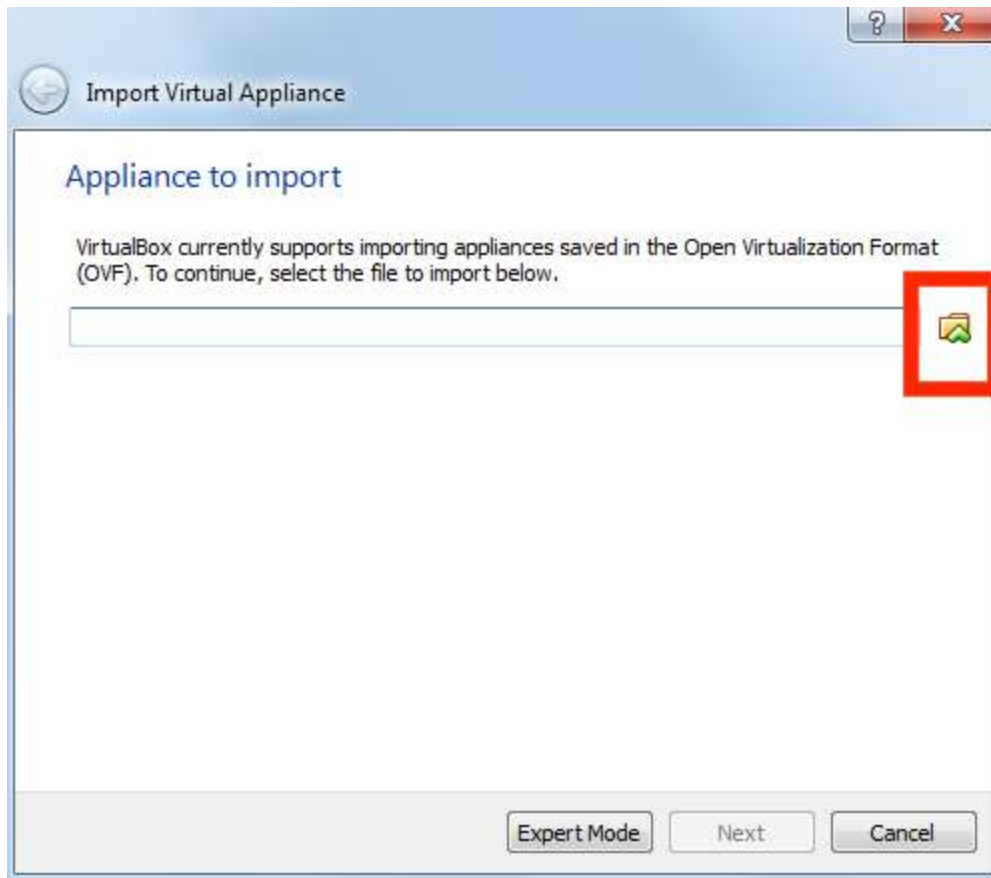 Import Virtual Appliance
Appliance to import
VirtualBox currently supports importing appliances saved in the Open Virtualization Format
(OVF). To continue, select the file to import below.
Expert Mode Next Cancel